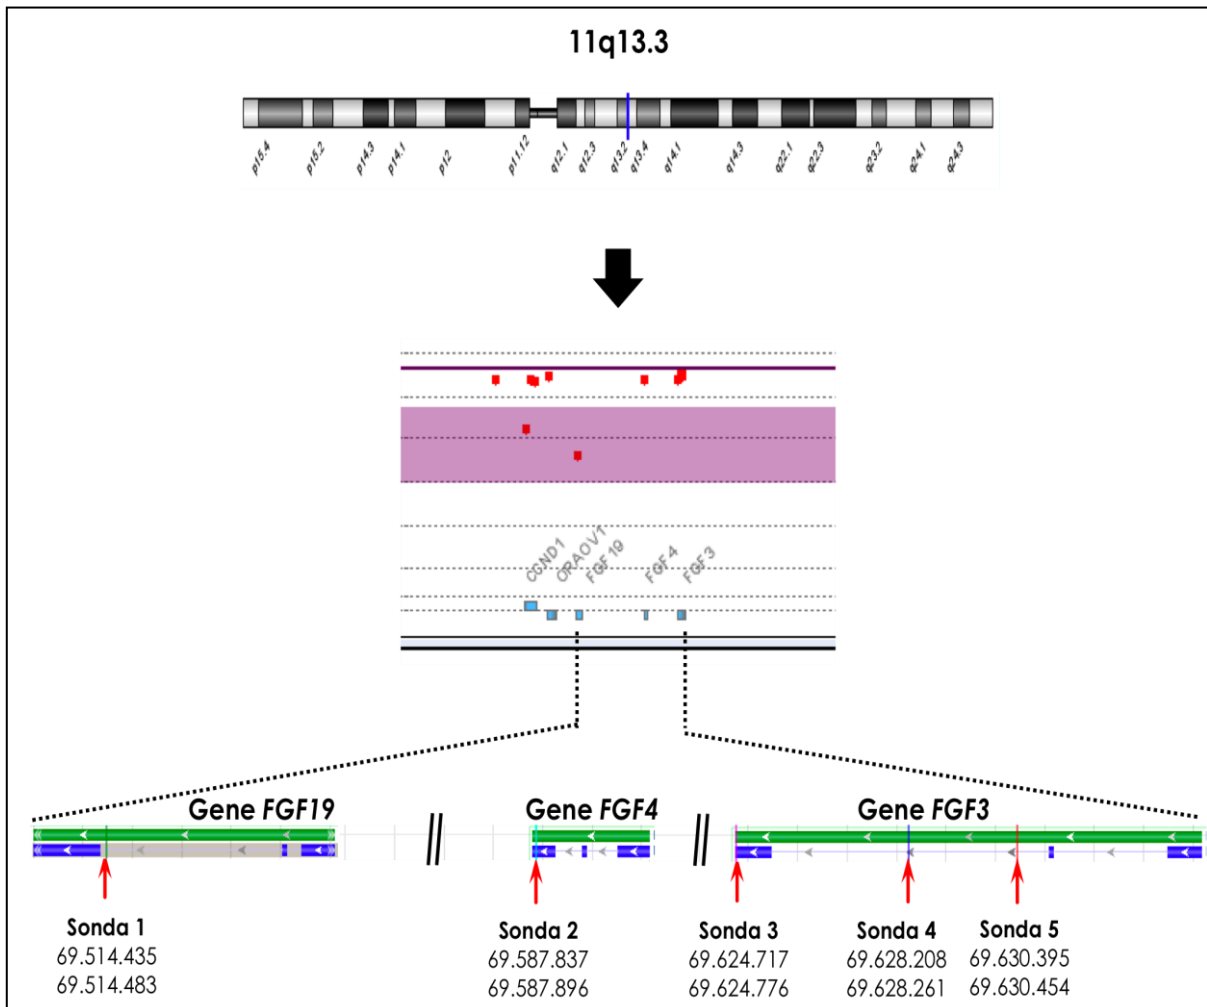 11q13.3
p15.4 p15.2 p14.3 p14.1 p12 p11.12 q12.1 q12.3 q13.2 q13.4 q14.1 q14.3 q22.1 q22.3 q23.2 q24.1 q24.3
CCND1 ORAOV1 FGF19 FGF4 FGF3
Gene FGF19 Gene FGF4 Gene FGF3
Sonda 1 Sonda 2 Sonda 3 Sonda 4 Sonda 5
69.514.435 69.587.837 69.624.717 69.628.208 69.630.395
69.514.483 69.587.896 69.624.776 69.628.261 69.630.454